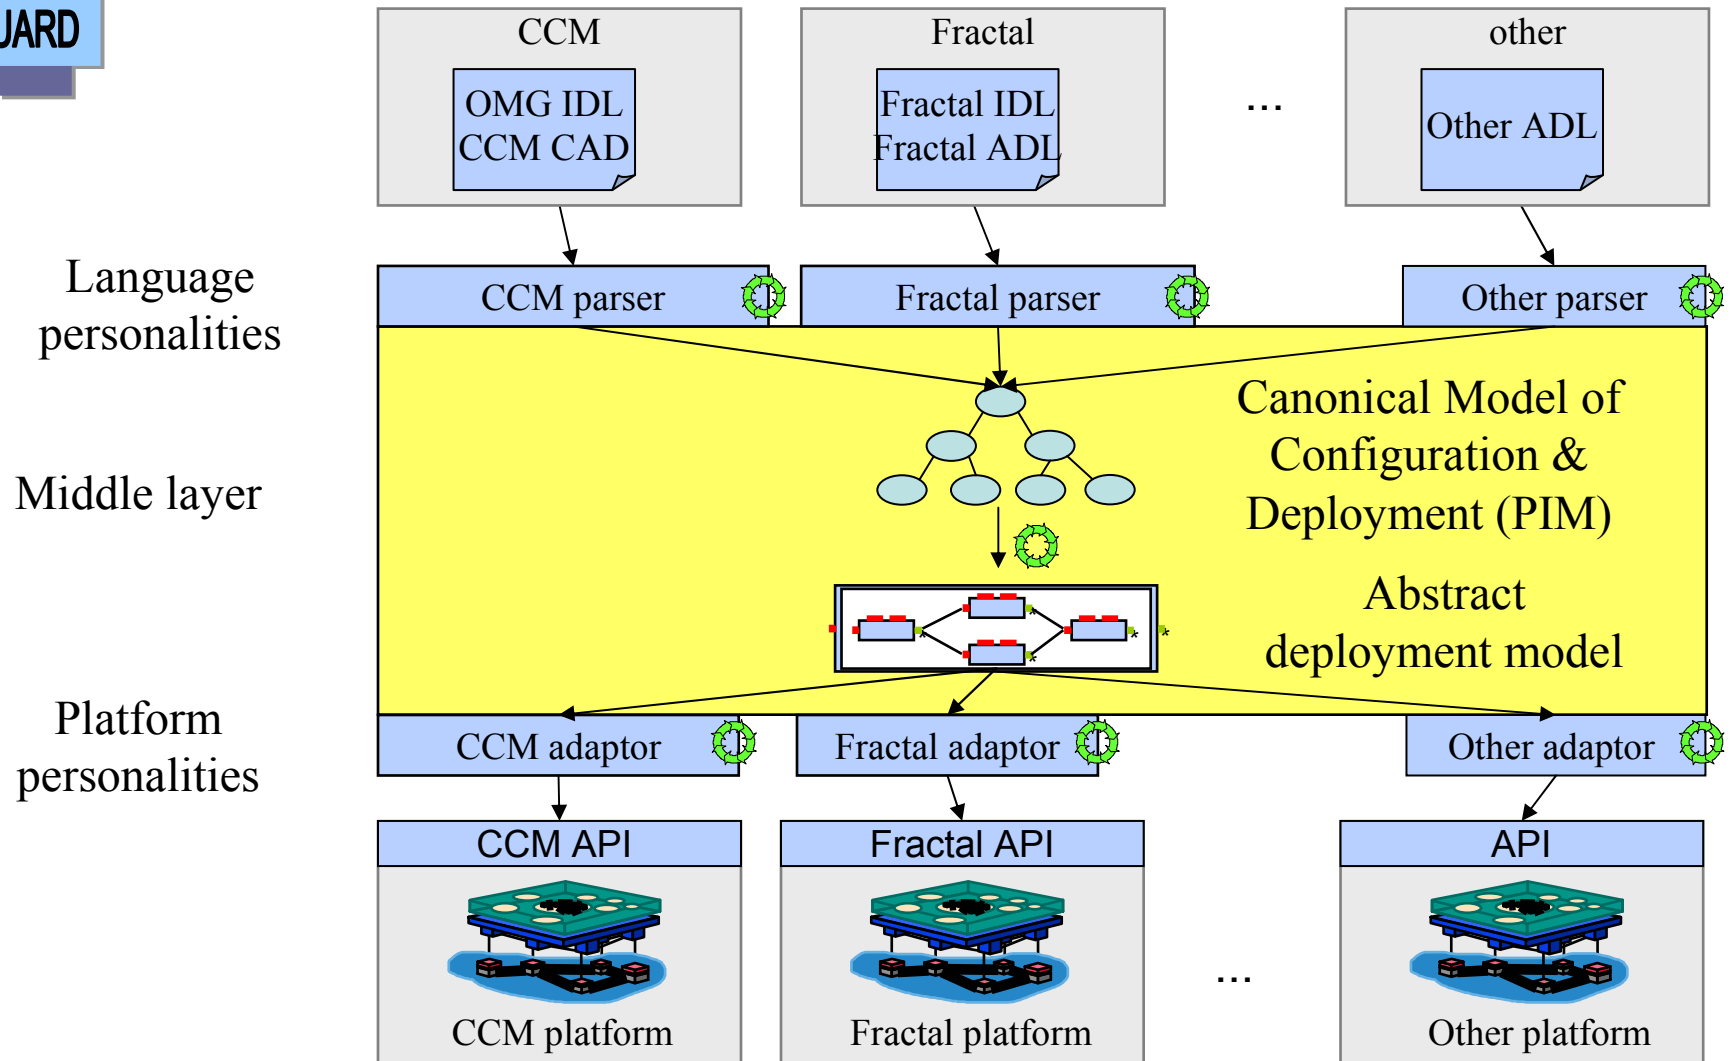 CCM
Fractal
other
OMG IDL
CCM CAD
Fractal IDL
Fractal ADL
...
Other ADL
Language
personalities
CCM parser
Fractal parser
Other parser
Canonical Model of
Configuration &
Deployment (PIM)
Middle layer
Abstract
deployment model
Platform
personalities
CCM adaptor
Fractal adaptor
Other adaptor
CCM API
Fractal API
API
...
CCM platform
Fractal platform
Other platform